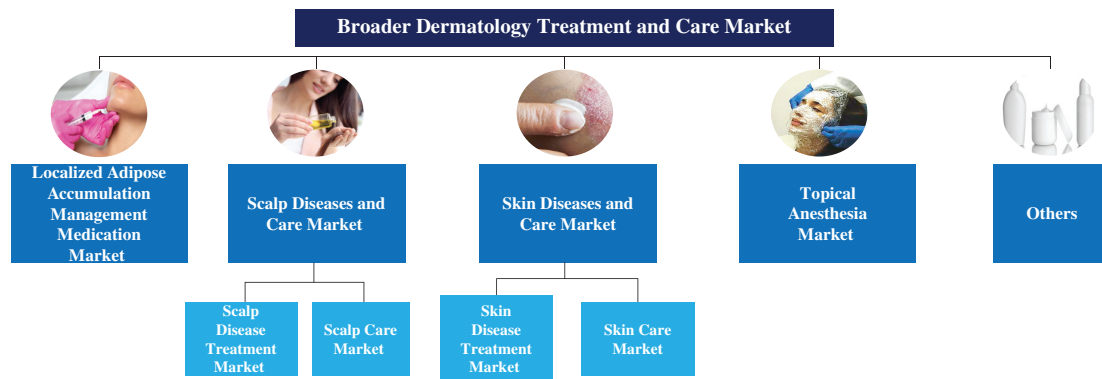 Broader Dermatology Treatment and Care Market
Localized Adipose
Accumulation
Management
Medication
Market
Scalp Diseases and
Care Market
Skin Diseases and
Care Market
Topical
Anesthesia
Market
Others
Scalp
Disease
Treatment
Market
Scalp Care
Market
Skin
Disease
Treatment
Market
Skin Care
Market